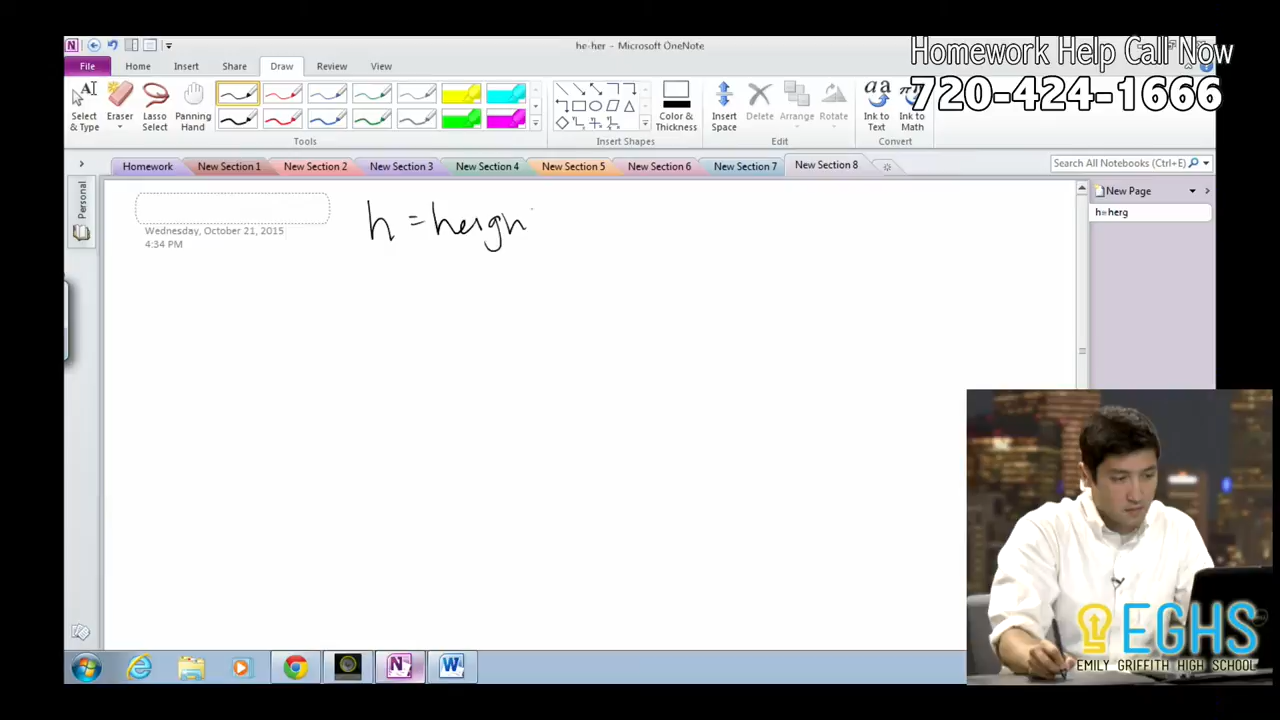 he-her - Microsoft OneNote
Homework Help Call Now
720-424-1666
File Home Insert Share Draw Review View
Select & Type
Eraser
Lasso Select
Panning Hand
Color & Thickness
Insert Space
Delete
Arrange
Rotate
Ink to Text
Ink to Math
Tools
Insert Shapes
Edit
Convert
Homework New Section 1 New Section 2 New Section 3 New Section 4 New Section 5 New Section 6 New Section 7 New Section 8
Search All Notebooks (Ctrl+E)
Personal
New Page
h=herg
Wednesday, October 21, 2015
4:34 PM
h = heigh
EGHS
EMILY GRIFFITH HIGH SCHOOL